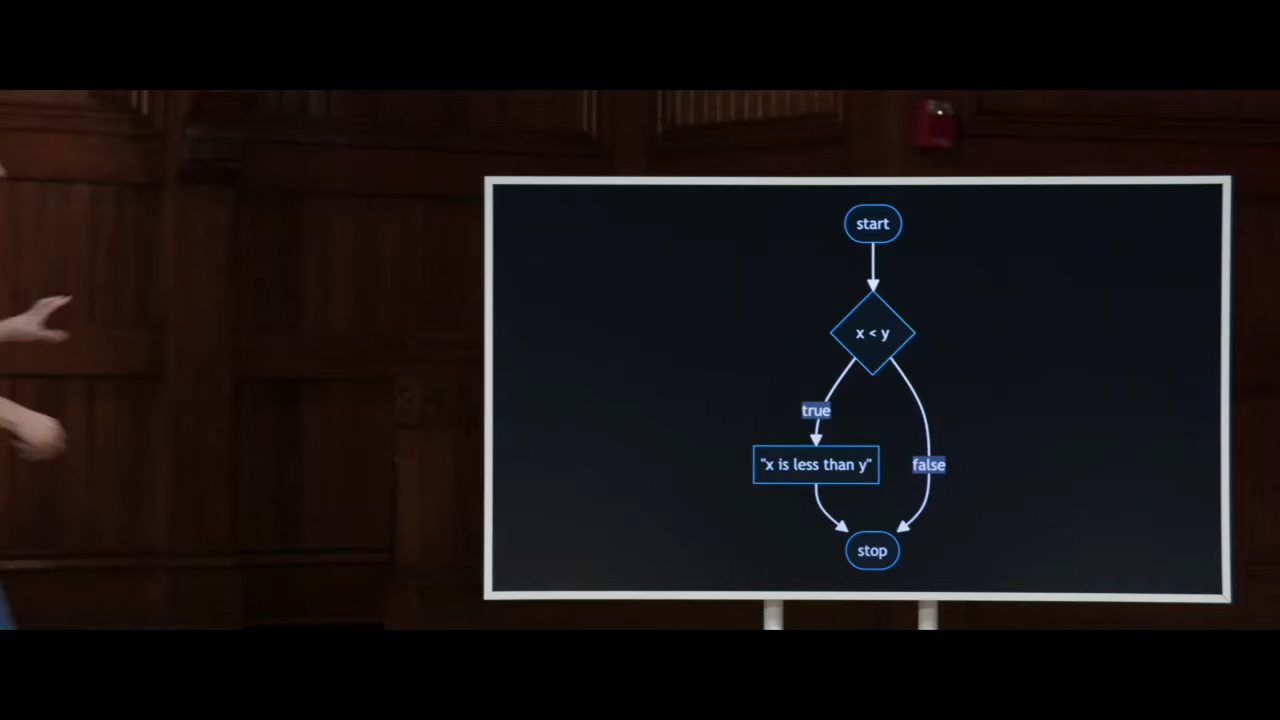 start
x < y
true
"x is less than y"
false
stop